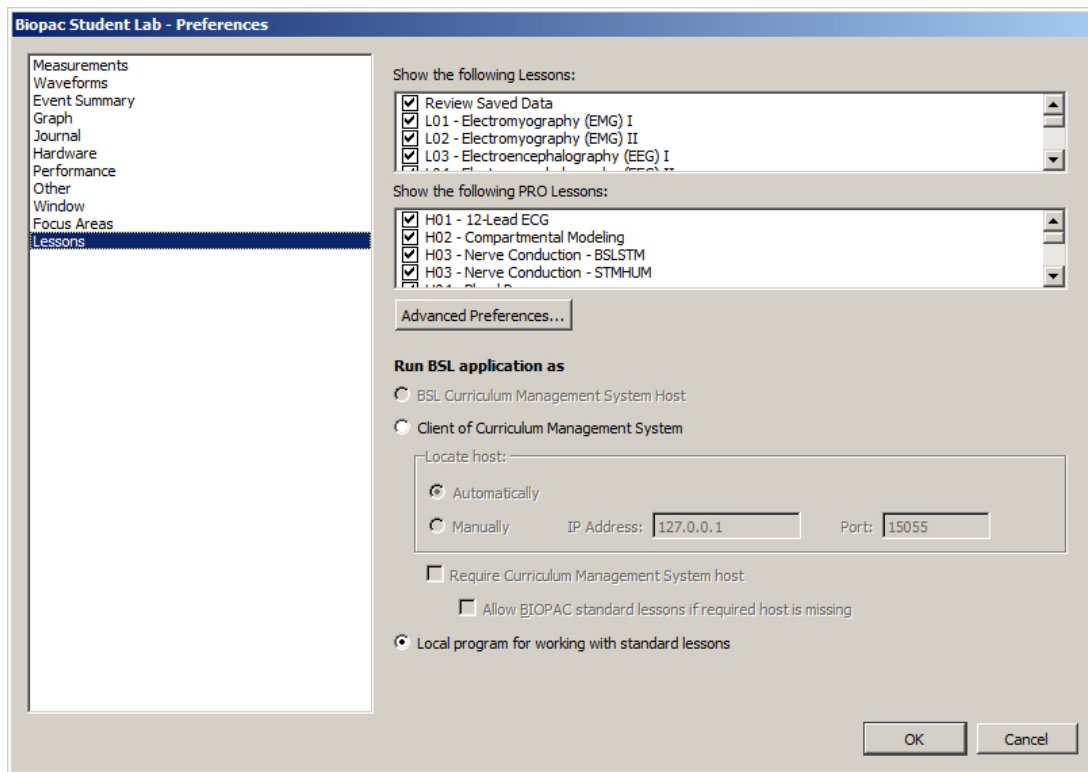 Biopac Student Lab - Preferences
Measurements
Waveforms
Event Summary
Graph
Journal
Hardware
Performance
Other
Window
Focus Areas
Lessons
Show the following Lessons:
Review Saved Data
L01 - Electromyography (EMG) I
L02 - Electromyography (EMG) II
L03 - Electroencephalography (EEG) I
Show the following PRO Lessons:
H01 - 12-Lead ECG
H02 - Compartmental Modeling
H03 - Nerve Conduction - BSLSTM
H03 - Nerve Conduction - STMHUM
Advanced Preferences...
Run BSL application as
BSL Curriculum Management System Host
Client of Curriculum Management System
Locate host:
Automatically
Manually IP Address: 127.0.0.1 Port: 15055
Require Curriculum Management System host
Allow BIOPAC standard lessons if required host is missing
Local program for working with standard lessons
OK Cancel